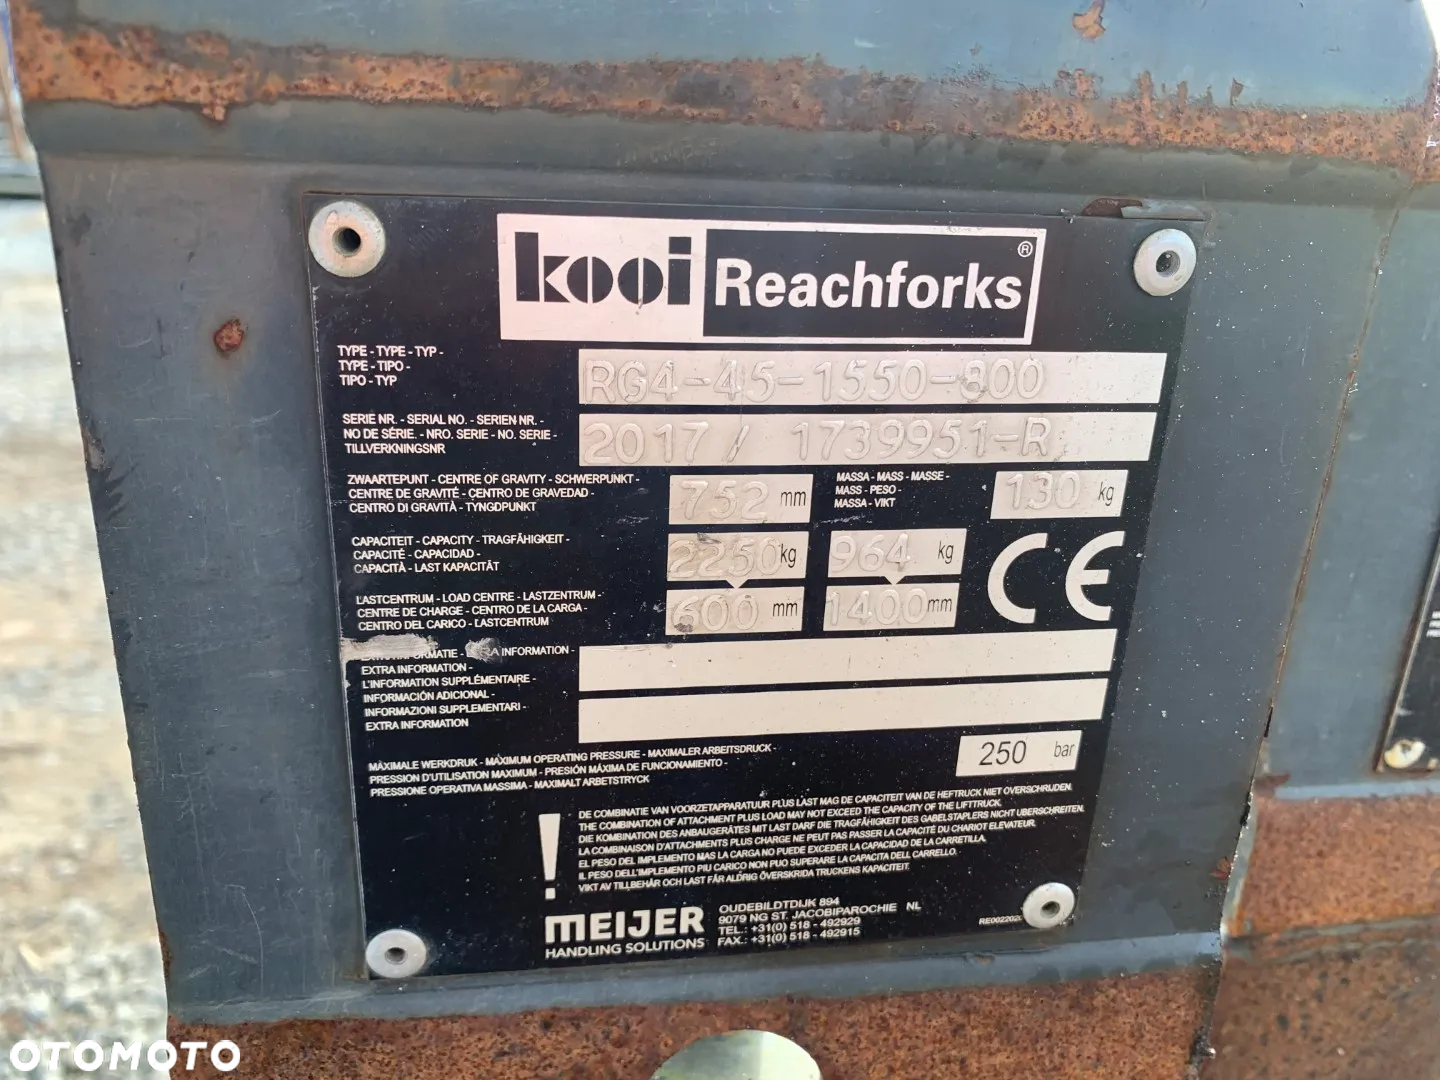 kooi Reachforks ®
TYPE - TYPE - TYP -
TYPE - TIPO -
TIPO - TYP
RG4-45-1550-800
SERIE NR. - SERIAL NO. - SERIEN NR. -
NO DE SÉRIE. - NRO. SERIE - NO. SERIE -
TILLVERKNINGSNR
2017 / 1739951-R
ZWAARTEPUNT - CENTRE OF GRAVITY - SCHWERPUNKT -
CENTRE DE GRAVITÉ - CENTRO DE GRAVEDAD -
CENTRO DI GRAVITÀ - TYNGDPUNKT
752 mm
MASSA - MASS - MASSE -
MASS - PESO -
MASSA - VIKT
130 kg
CAPACITEIT - CAPACITY - TRAGFÄHIGKEIT -
CAPACITÉ - CAPACIDAD -
CAPACITÀ - LAST KAPACITÄT
2250 kg
964 kg
CE
LASTCENTRUM - LOAD CENTRE - LASTZENTRUM -
CENTRE DE CHARGE - CENTRO DE LA CARGA -
CENTRO DEL CARICO - LASTCENTRUM
600 mm
1400 mm
INFORMATION -
EXTRA INFORMATION -
L'INFORMATION SUPPLÉMENTAIRE -
INFORMACIÓN ADICIONAL -
INFORMAZIONI SUPPLEMENTARI -
EXTRA INFORMATION
MAXIMALE WERKDRUK - MAXIMUM OPERATING PRESSURE - MAXIMALER ARBEITSDRUCK -
PRESSION D'UTILISATION MAXIMUM - PRESIÓN MÁXIMA DE FUNCIONAMIENTO -
PRESSIONE OPERATIVA MASSIMA - MAXIMALT ARBETSTRYCK
250 bar
!
DE COMBINATIE VAN VOORZETAPPARATUUR PLUS LAST MAG DE CAPACITEIT VAN DE HEFTRUCK NIET OVERSCHRIJDEN.
THE COMBINATION OF ATTACHMENT PLUS LOAD MAY NOT EXCEED THE CAPACITY OF THE LIFTTRUCK.
DIE KOMBINATION DES ANBAUGERÄTES MIT LAST DARF DIE TRAGFÄHIGKEIT DES GABELSTAPLERS NICHT ÜBERSCHREITEN.
LA COMBINAISON D'ATTACHMENTS PLUS CHARGE NE PEUT PAS PASSER LA CAPACITÉ DU CHARIOT ELEVATEUR.
EL PESO DEL IMPLEMENTO MAS LA CARGA NO PUEDE EXCEDER LA CAPACIDAD DE LA CARRETILLA.
IL PESO DELL'IMPLEMENTO PIU CARICO NON PUO SUPERARE LA CAPACITA DELL CARRELLO.
VIKT AV TILLBEHÄR OCH LAST FÄR ALDRIG ÖVERSKRIDA TRUCKENS KAPACITET.
MEIJER
HANDLING SOLUTIONS
OUDEBILDTDIJK 894
9079 NG ST. JACOBIPAROCHIE NL
TEL.: +31(0) 518 - 492929
FAX.: +31(0) 518 - 492915
OTOMOTO